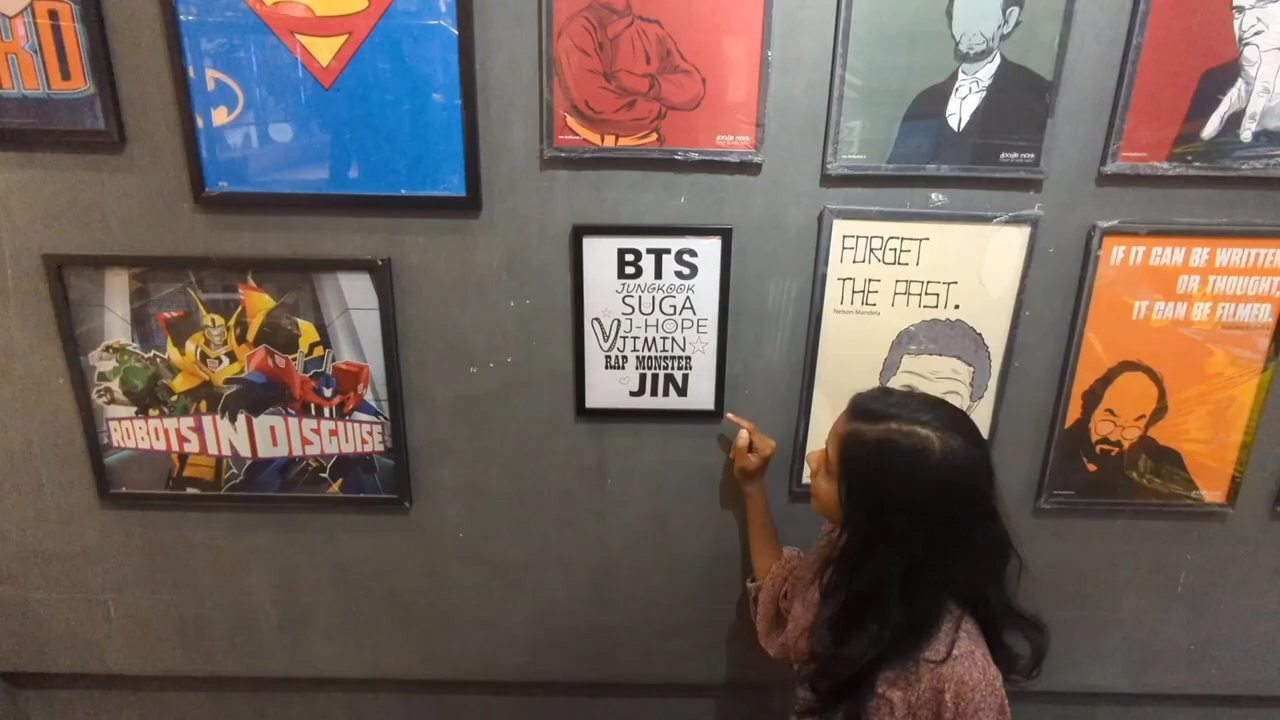 KO
BTS
JUNGKOOK
SUGA
V J-HOPE
JIMIN
RAP MONSTER
JIN
FORGET
THE PAST.
Nelson Mandela
IF IT CAN BE WRITTEN
OR THOUGHT,
IT CAN BE FILMED.
ROBOTS IN DISGUISE